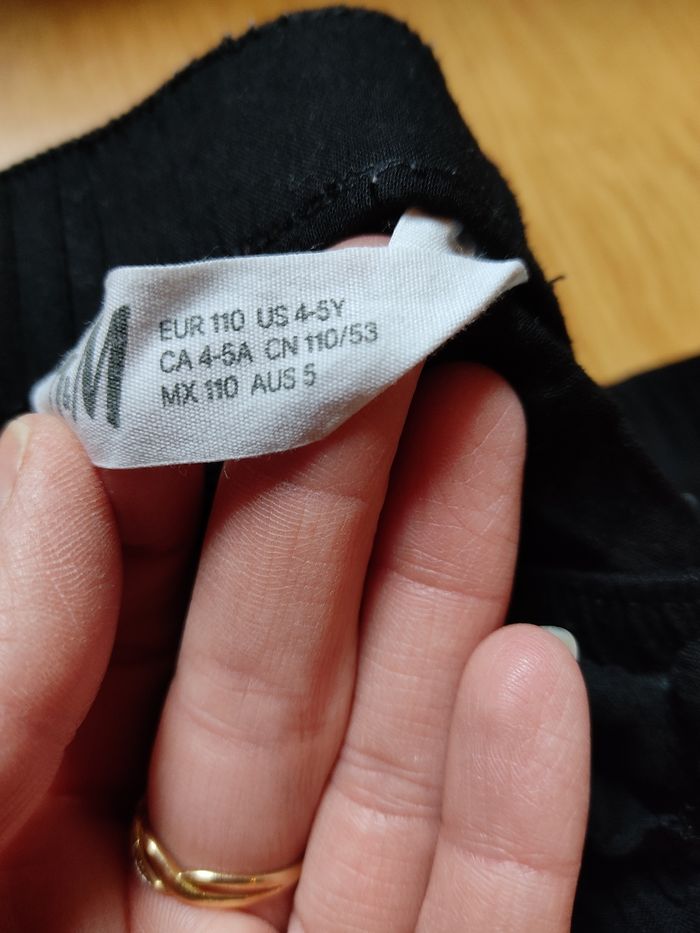 EUR 110 US 4-5Y
CA 4-5A CN 110/53
MX 110 AUS 5